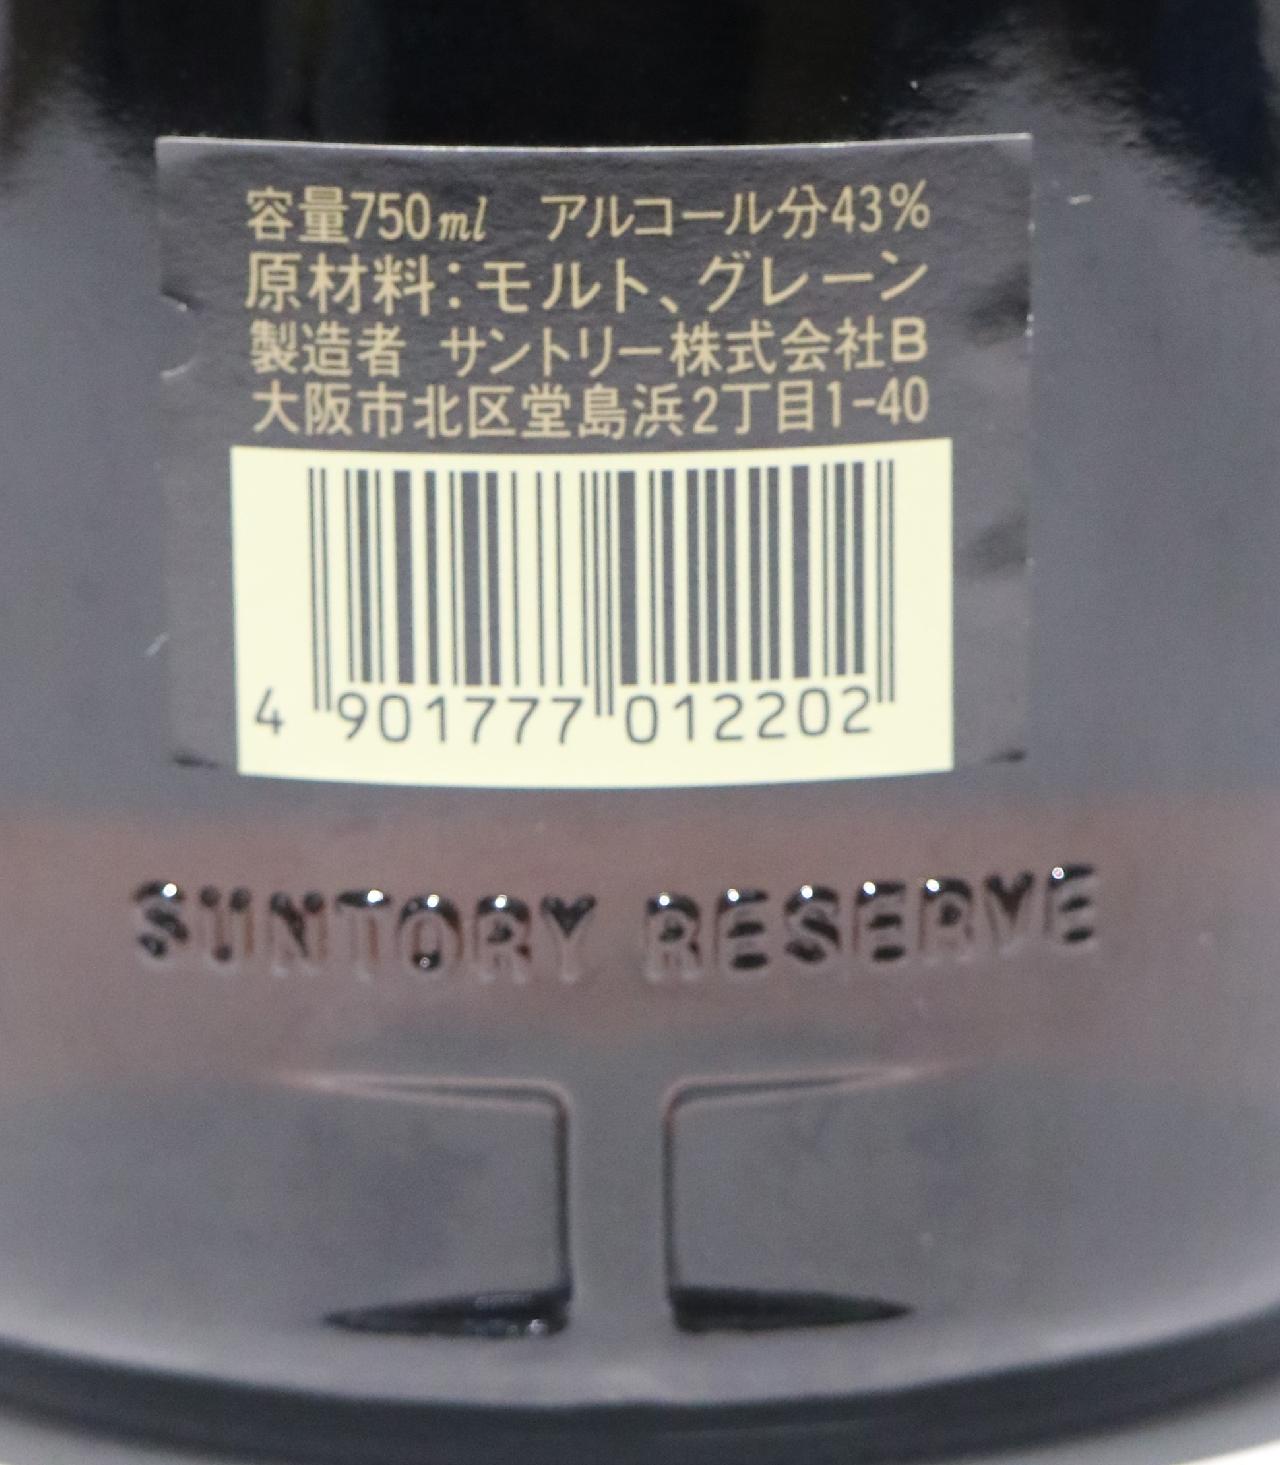 容量750ml　アルコール分43%
原材料：モルト、グレーン
製造者　サントリー株式会社B
大阪市北区堂島浜2丁目1-40
4 901777 012202
SUNTORY RESERVE